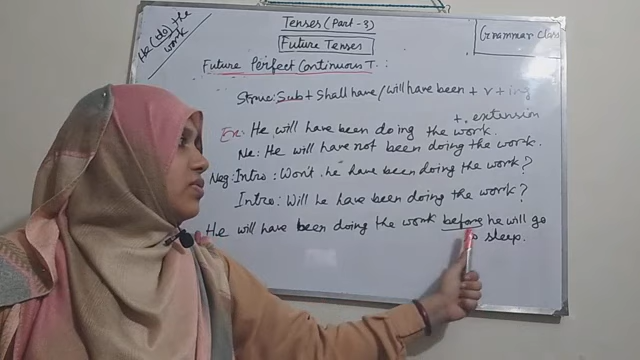 He (do) the
work
Tenses (Part-3)
Grammar Class
Future Tenses
Future Perfect Continuous T. :
Struc: Sub + Shall have / will have been + v + ing
+. extension
Ex: He will have been doing the work.
Ne: He will have not been doing the work.
Neg: Intro: Won't he have been doing the work?
Intro: Will he have been doing the work?
He will have been doing the work before he will go
to sleep.